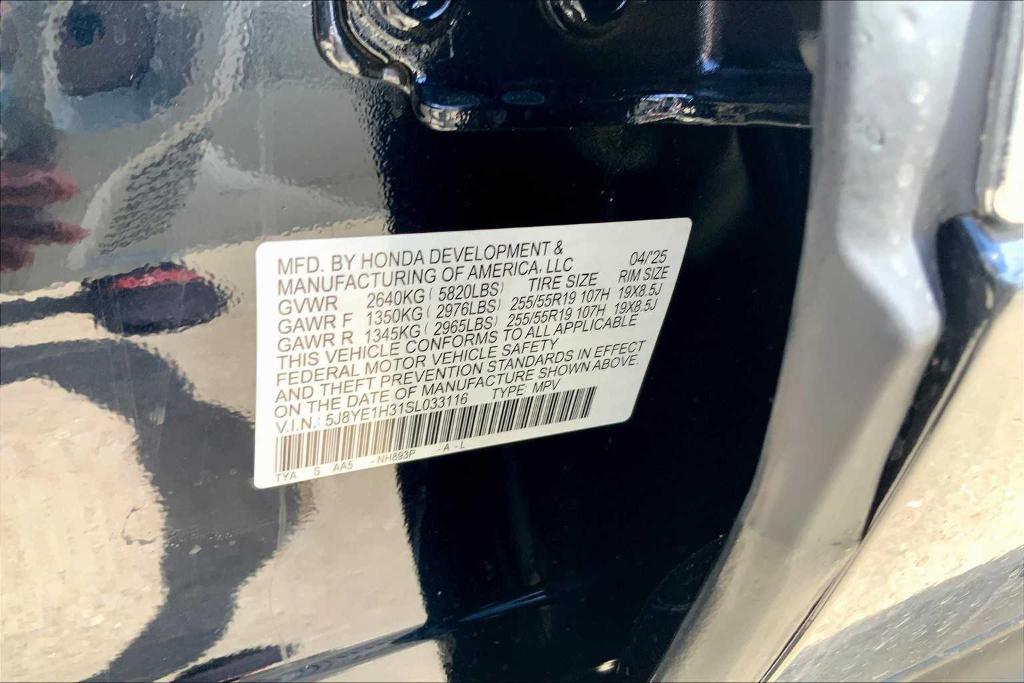 MFD. BY HONDA DEVELOPMENT &
MANUFACTURING OF AMERICA, LLC 04/25
GVWR 2640KG ( 5820LBS) TIRE SIZE RIM SIZE
GAWR F 1350KG ( 2976LBS) 255/55R19 107H 19X8.5J
GAWR R 1345KG ( 2965LBS) 255/55R19 107H 19X8.5J
THIS VEHICLE CONFORMS TO ALL APPLICABLE
FEDERAL MOTOR VEHICLE SAFETY
AND THEFT PREVENTION STANDARDS IN EFFECT
ON THE DATE OF MANUFACTURE SHOWN ABOVE.
V.I.N.: 5J8YE1H31SL033116 TYPE MPV
TYA S AA5 -NH893P -A-L